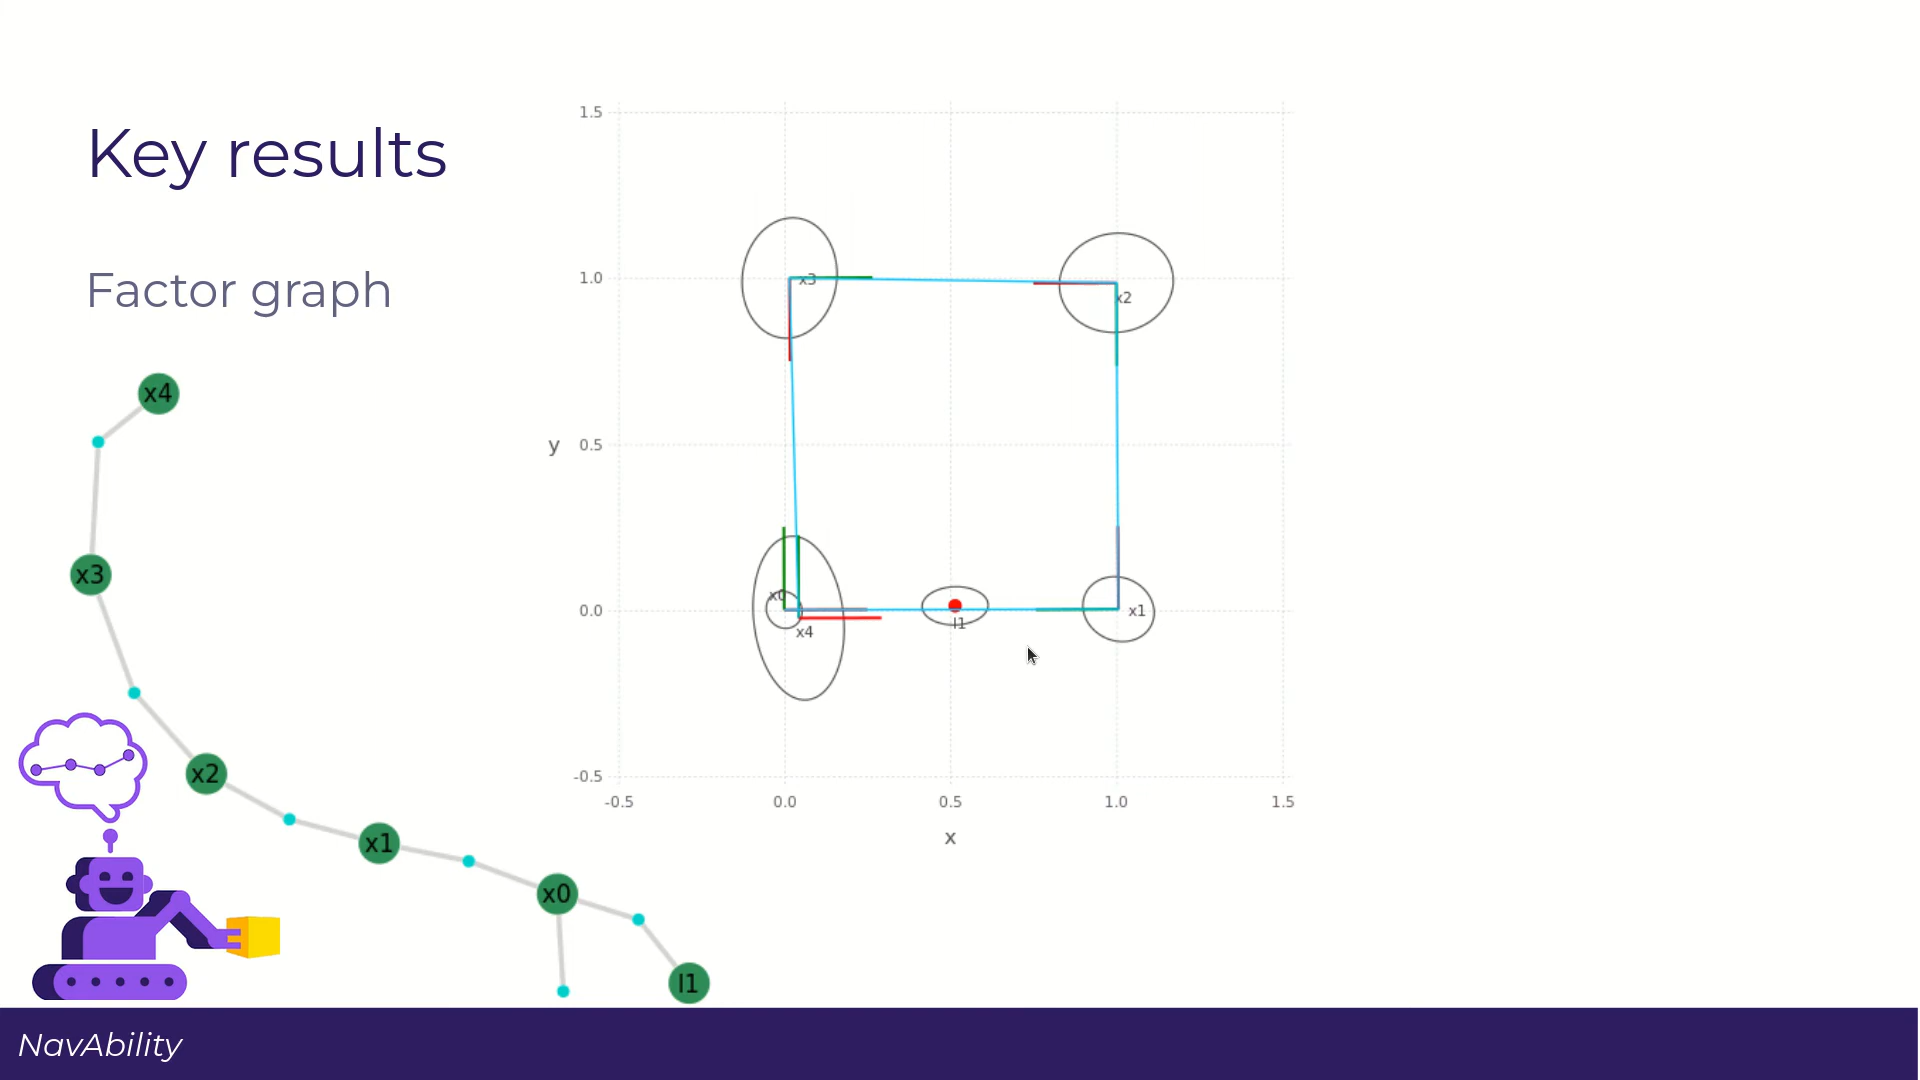 Key results
Factor graph
x4
x3
x2
x1
x0
l1
1.5
1.0
0.5
0.0
-0.5
y
x3
x2
x0
x4
l1
x1
-0.5
0.0
0.5
1.0
1.5
x
NavAbility